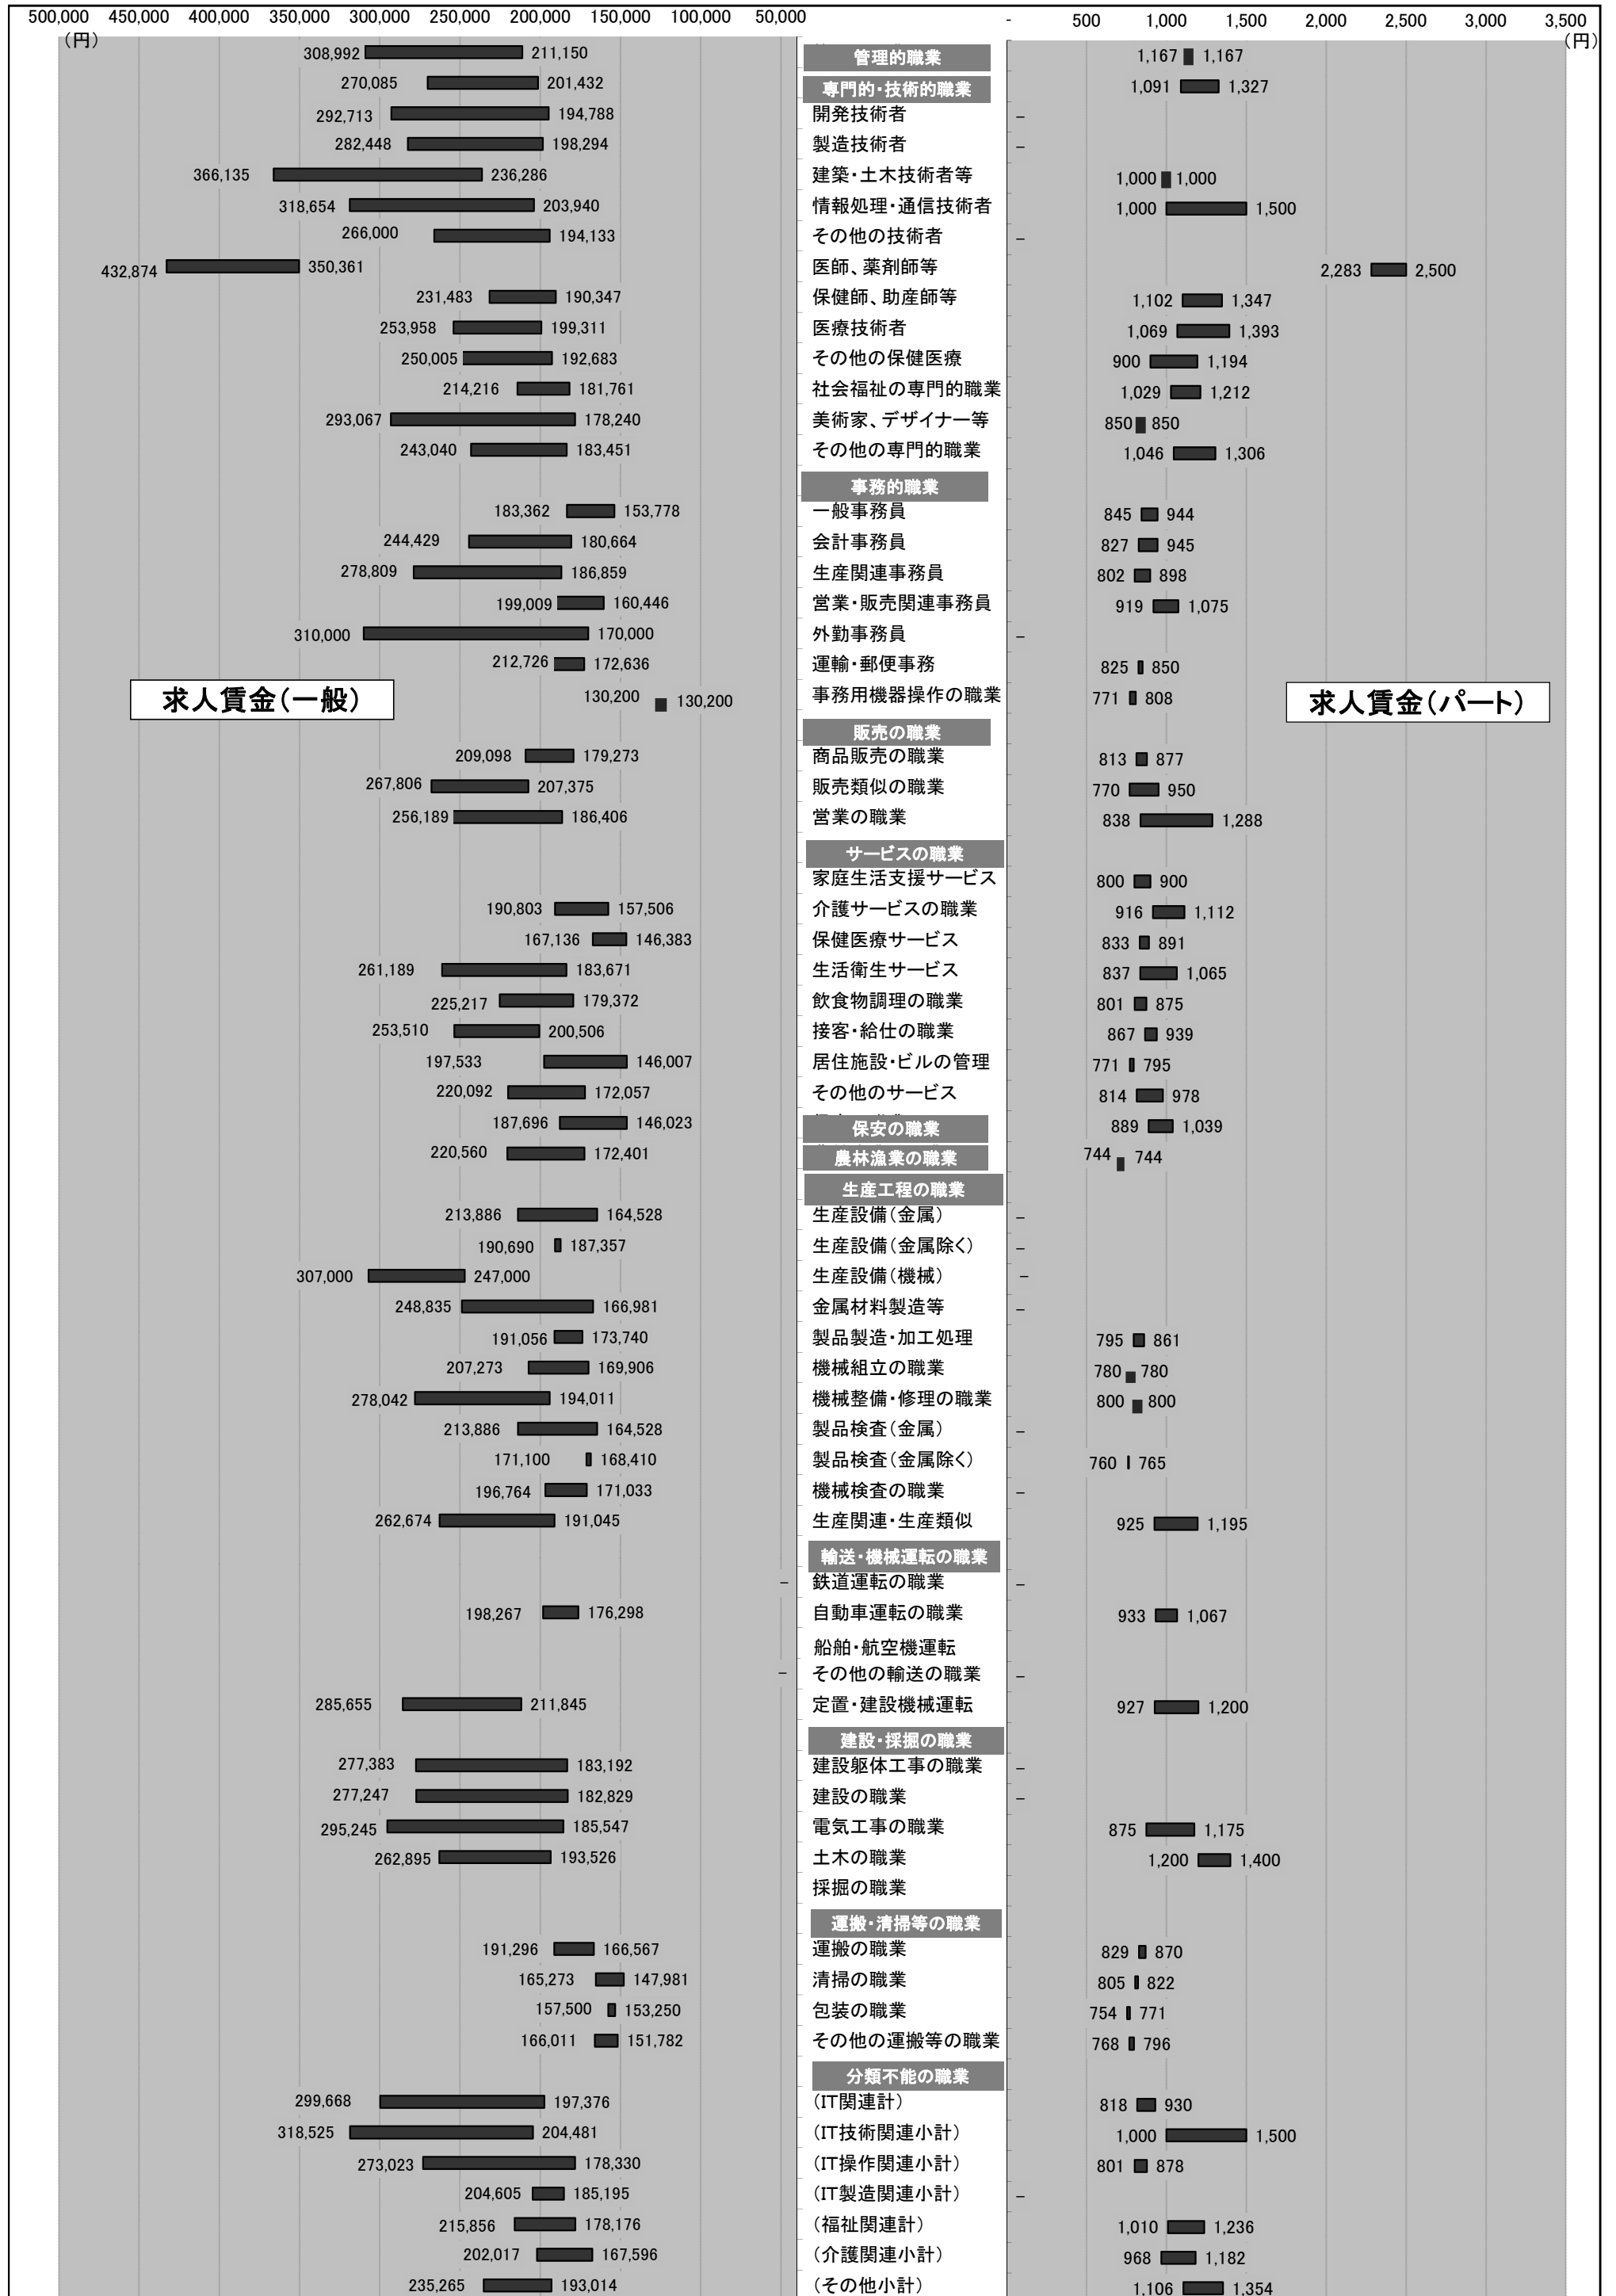 500,000 450,000 400,000 350,000 300,000 250,000 200,000 150,000 100,000 50,000 - 500 1,000 1,500 2,000 2,500 3,000 3,500
(円) (円)
308,992 211,150 管理的職業 1,167 1,167
270,085 201,432 専門的・技術的職業 1,091 1,327
292,713 194,788 開発技術者 -
282,448 198,294 製造技術者 -
366,135 236,286 建築・土木技術者等 1,000 1,000
318,654 203,940 情報処理・通信技術者 1,000 1,500
266,000 194,133 その他の技術者 -
432,874 350,361 医師、薬剤師等 2,283 2,500
231,483 190,347 保健師、助産師等 1,102 1,347
253,958 199,311 医療技術者 1,069 1,393
250,005 192,683 その他の保健医療 900 1,194
214,216 181,761 社会福祉の専門的職業 1,029 1,212
293,067 178,240 美術家、デザイナー等 850 850
243,040 183,451 その他の専門的職業 1,046 1,306
事務的職業
183,362 153,778 一般事務員 845 944
244,429 180,664 会計事務員 827 945
278,809 186,859 生産関連事務員 802 898
199,009 160,446 営業・販売関連事務員 919 1,075
310,000 170,000 外勤事務員 -
212,726 172,636 運輸・郵便事務 825 850
求人賃金(一般) 130,200 130,200 事務用機器操作の職業 771 808 求人賃金(パート)
販売の職業
209,098 179,273 商品販売の職業 813 877
267,806 207,375 販売類似の職業 770 950
256,189 186,406 営業の職業 838 1,288
サービスの職業
家庭生活支援サービス 800 900
190,803 157,506 介護サービスの職業 916 1,112
167,136 146,383 保健医療サービス 833 891
261,189 183,671 生活衛生サービス 837 1,065
225,217 179,372 飲食物調理の職業 801 875
253,510 200,506 接客・給仕の職業 867 939
197,533 146,007 居住施設・ビルの管理 771 795
220,092 172,057 その他のサービス 814 978
187,696 146,023 保安の職業 889 1,039
220,560 172,401 農林漁業の職業 744 744
生産工程の職業
213,886 164,528 生産設備(金属) -
190,690 187,357 生産設備(金属除く) -
307,000 247,000 生産設備(機械) -
248,835 166,981 金属材料製造等 -
191,056 173,740 製品製造・加工処理 795 861
207,273 169,906 機械組立の職業 780 780
278,042 194,011 機械整備・修理の職業 800 800
213,886 164,528 製品検査(金属) -
171,100 168,410 製品検査(金属除く) 760 765
196,764 171,033 機械検査の職業 -
262,674 191,045 生産関連・生産類似 925 1,195
輸送・機械運転の職業
- 鉄道運転の職業 -
198,267 176,298 自動車運転の職業 933 1,067
船舶・航空機運転
- その他の輸送の職業 -
285,655 211,845 定置・建設機械運転 927 1,200
建設・採掘の職業
277,383 183,192 建設躯体工事の職業 -
277,247 182,829 建設の職業 -
295,245 185,547 電気工事の職業 875 1,175
262,895 193,526 土木の職業 1,200 1,400
採掘の職業
運搬・清掃等の職業
191,296 166,567 運搬の職業 829 870
165,273 147,981 清掃の職業 805 822
157,500 153,250 包装の職業 754 771
166,011 151,782 その他の運搬等の職業 768 796
分類不能の職業
299,668 197,376 (IT関連計) 818 930
318,525 204,481 (IT技術関連小計) 1,000 1,500
273,023 178,330 (IT操作関連小計) 801 878
204,605 185,195 (IT製造関連小計) -
215,856 178,176 (福祉関連計) 1,010 1,236
202,017 167,596 (介護関連小計) 968 1,182
235,265 193,014 (その他小計) 1,106 1,354